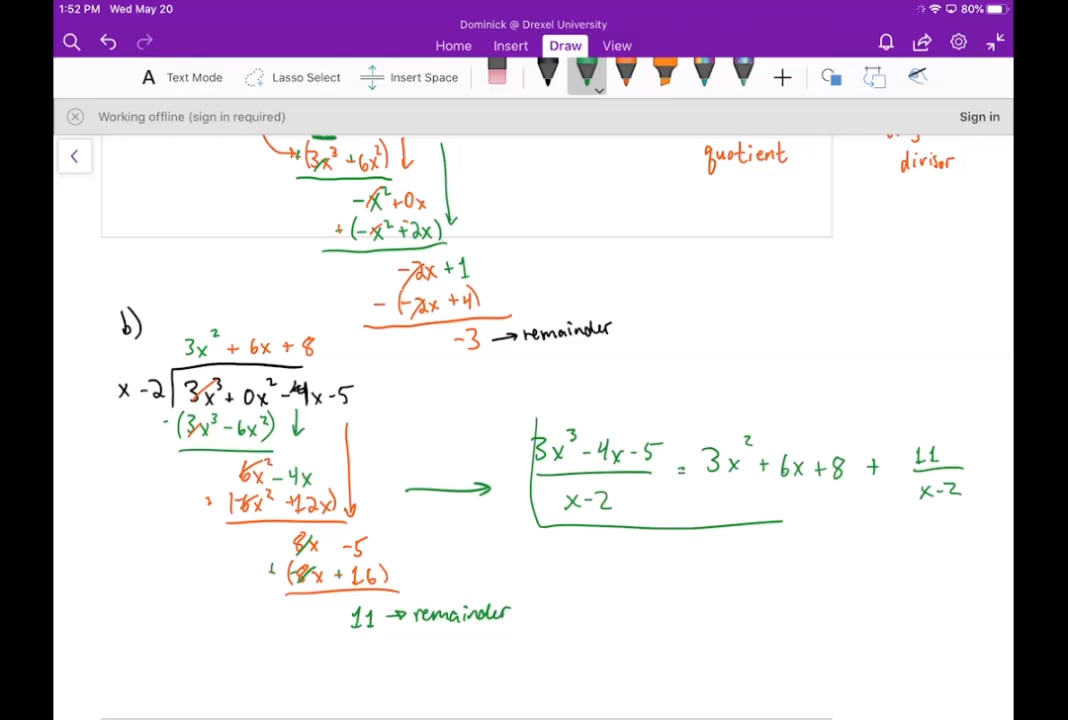 1:52 PM Wed May 20
80%
Dominick @ Drexel University
Home Insert Draw View
A Text Mode Lasso Select Insert Space
Working offline (sign in required) Sign in
+(3x³ + 6x²)
quotient
divisor
-x² + 0x
+(-x² + 2x)
-2x + 1
-(-2x + 4)
-3 → remainder
b)
3x² + 6x + 8
x - 2 3x³ + 0x² - 4x - 5
-(3x³ - 6x²)
6x² - 4x
(-6x² + 12x)
8x - 5
+(-8x + 16)
11 → remainder
3x³ - 4x - 5 / x - 2 = 3x² + 6x + 8 + 11 / x - 2